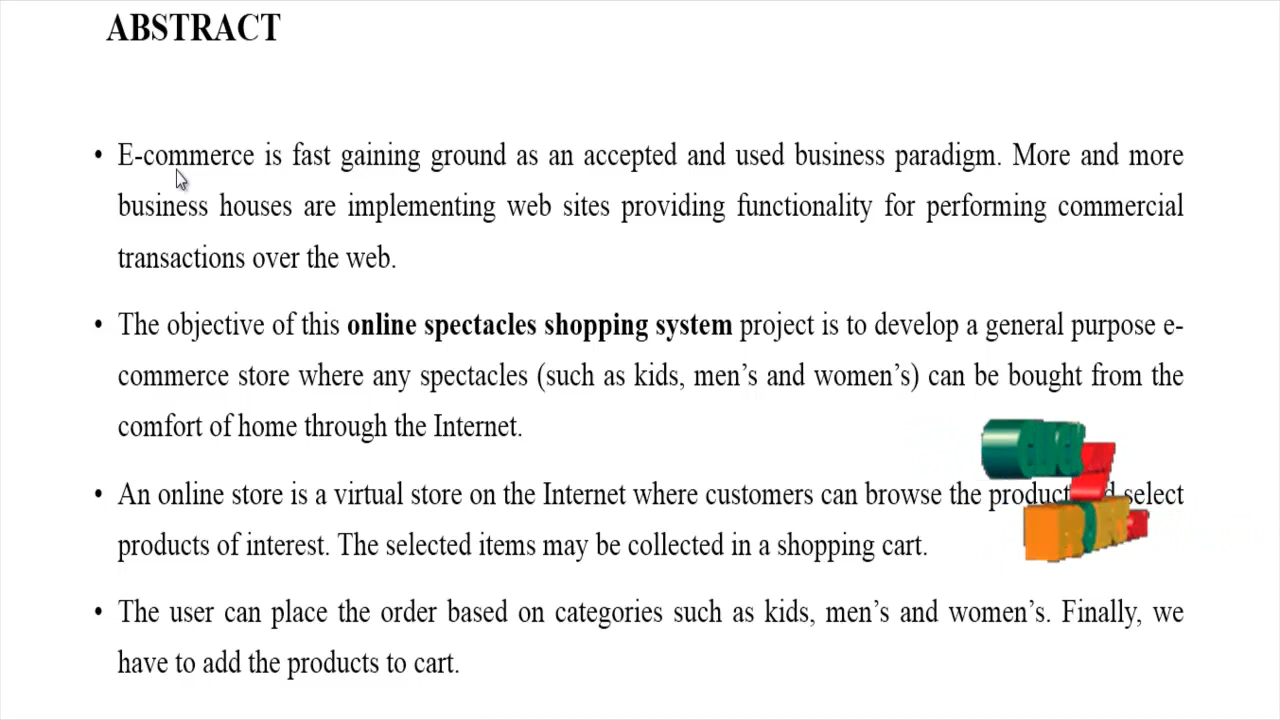 ABSTRACT
• E-commerce is fast gaining ground as an accepted and used business paradigm. More and more
business houses are implementing web sites providing functionality for performing commercial
transactions over the web.
• The objective of this online spectacles shopping system project is to develop a general purpose e-
commerce store where any spectacles (such as kids, men’s and women’s) can be bought from the
comfort of home through the Internet.
• An online store is a virtual store on the Internet where customers can browse the select
products of interest. The selected items may be collected in a shopping cart.
• The user can place the order based on categories such as kids, men’s and women’s. Finally, we
have to add the products to cart.